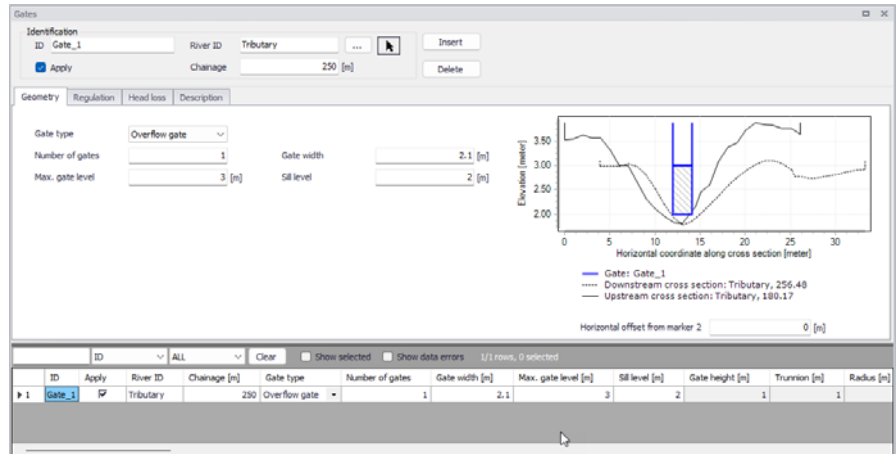 Gates
Identification
ID Gate_1 River ID Tributary ... Insert
Apply Chainage 250 [m] Delete
Geometry Regulation Head loss Description
Gate type Overflow gate
Number of gates 1 Gate width 2.1 [m]
Max. gate level 3 [m] Sill level 2 [m]
Elevation [meter]
3.50
3.00
2.50
2.00
0 5 10 15 20 25 30
Horizontal coordinate along cross section [meter]
Gate: Gate_1
Downstream cross section: Tributary, 256.48
Upstream cross section: Tributary, 180.17
Horizontal offset from marker 2 0 [m]
ID ALL Clear Show selected Show data errors 1/1 rows, 0 selected
ID Apply River ID Chainage [m] Gate type Number of gates Gate width [m] Max. gate level [m] Sill level [m] Gate height [m] Trunnion [m] Radius [m]
1 Gate_1 Tributary 250 Overflow gate 1 2.1 3 2 1 1